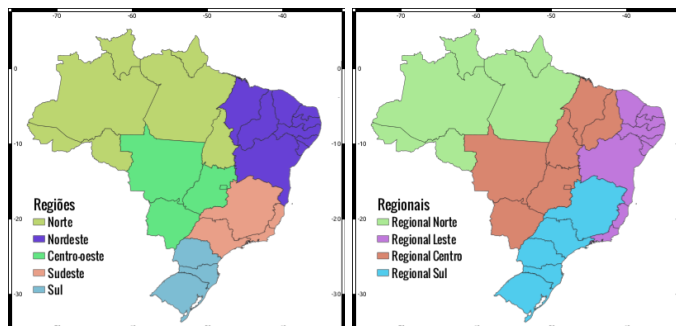 -70 -60 -50 -40
-70 -60 -50 -40
0
-10
-20
-30
0
-10
-20
-30
Regiões
Norte
Nordeste
Centro-oeste
Sudeste
Sul
Regionais
Regional Norte
Regional Leste
Regional Centro
Regional Sul